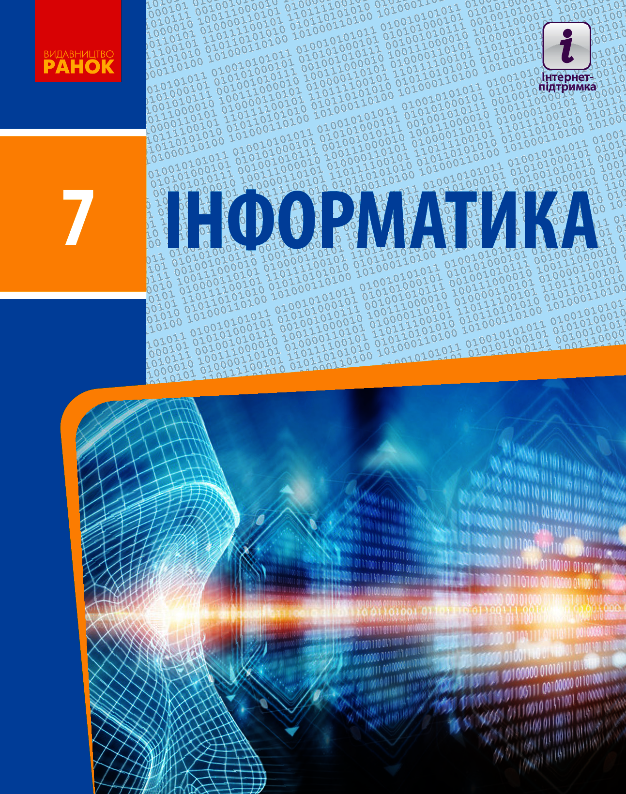 ВИДАВНИЦТВО
РАНОК
Інтернет-
підтримка
7
ІНФОРМАТИКА